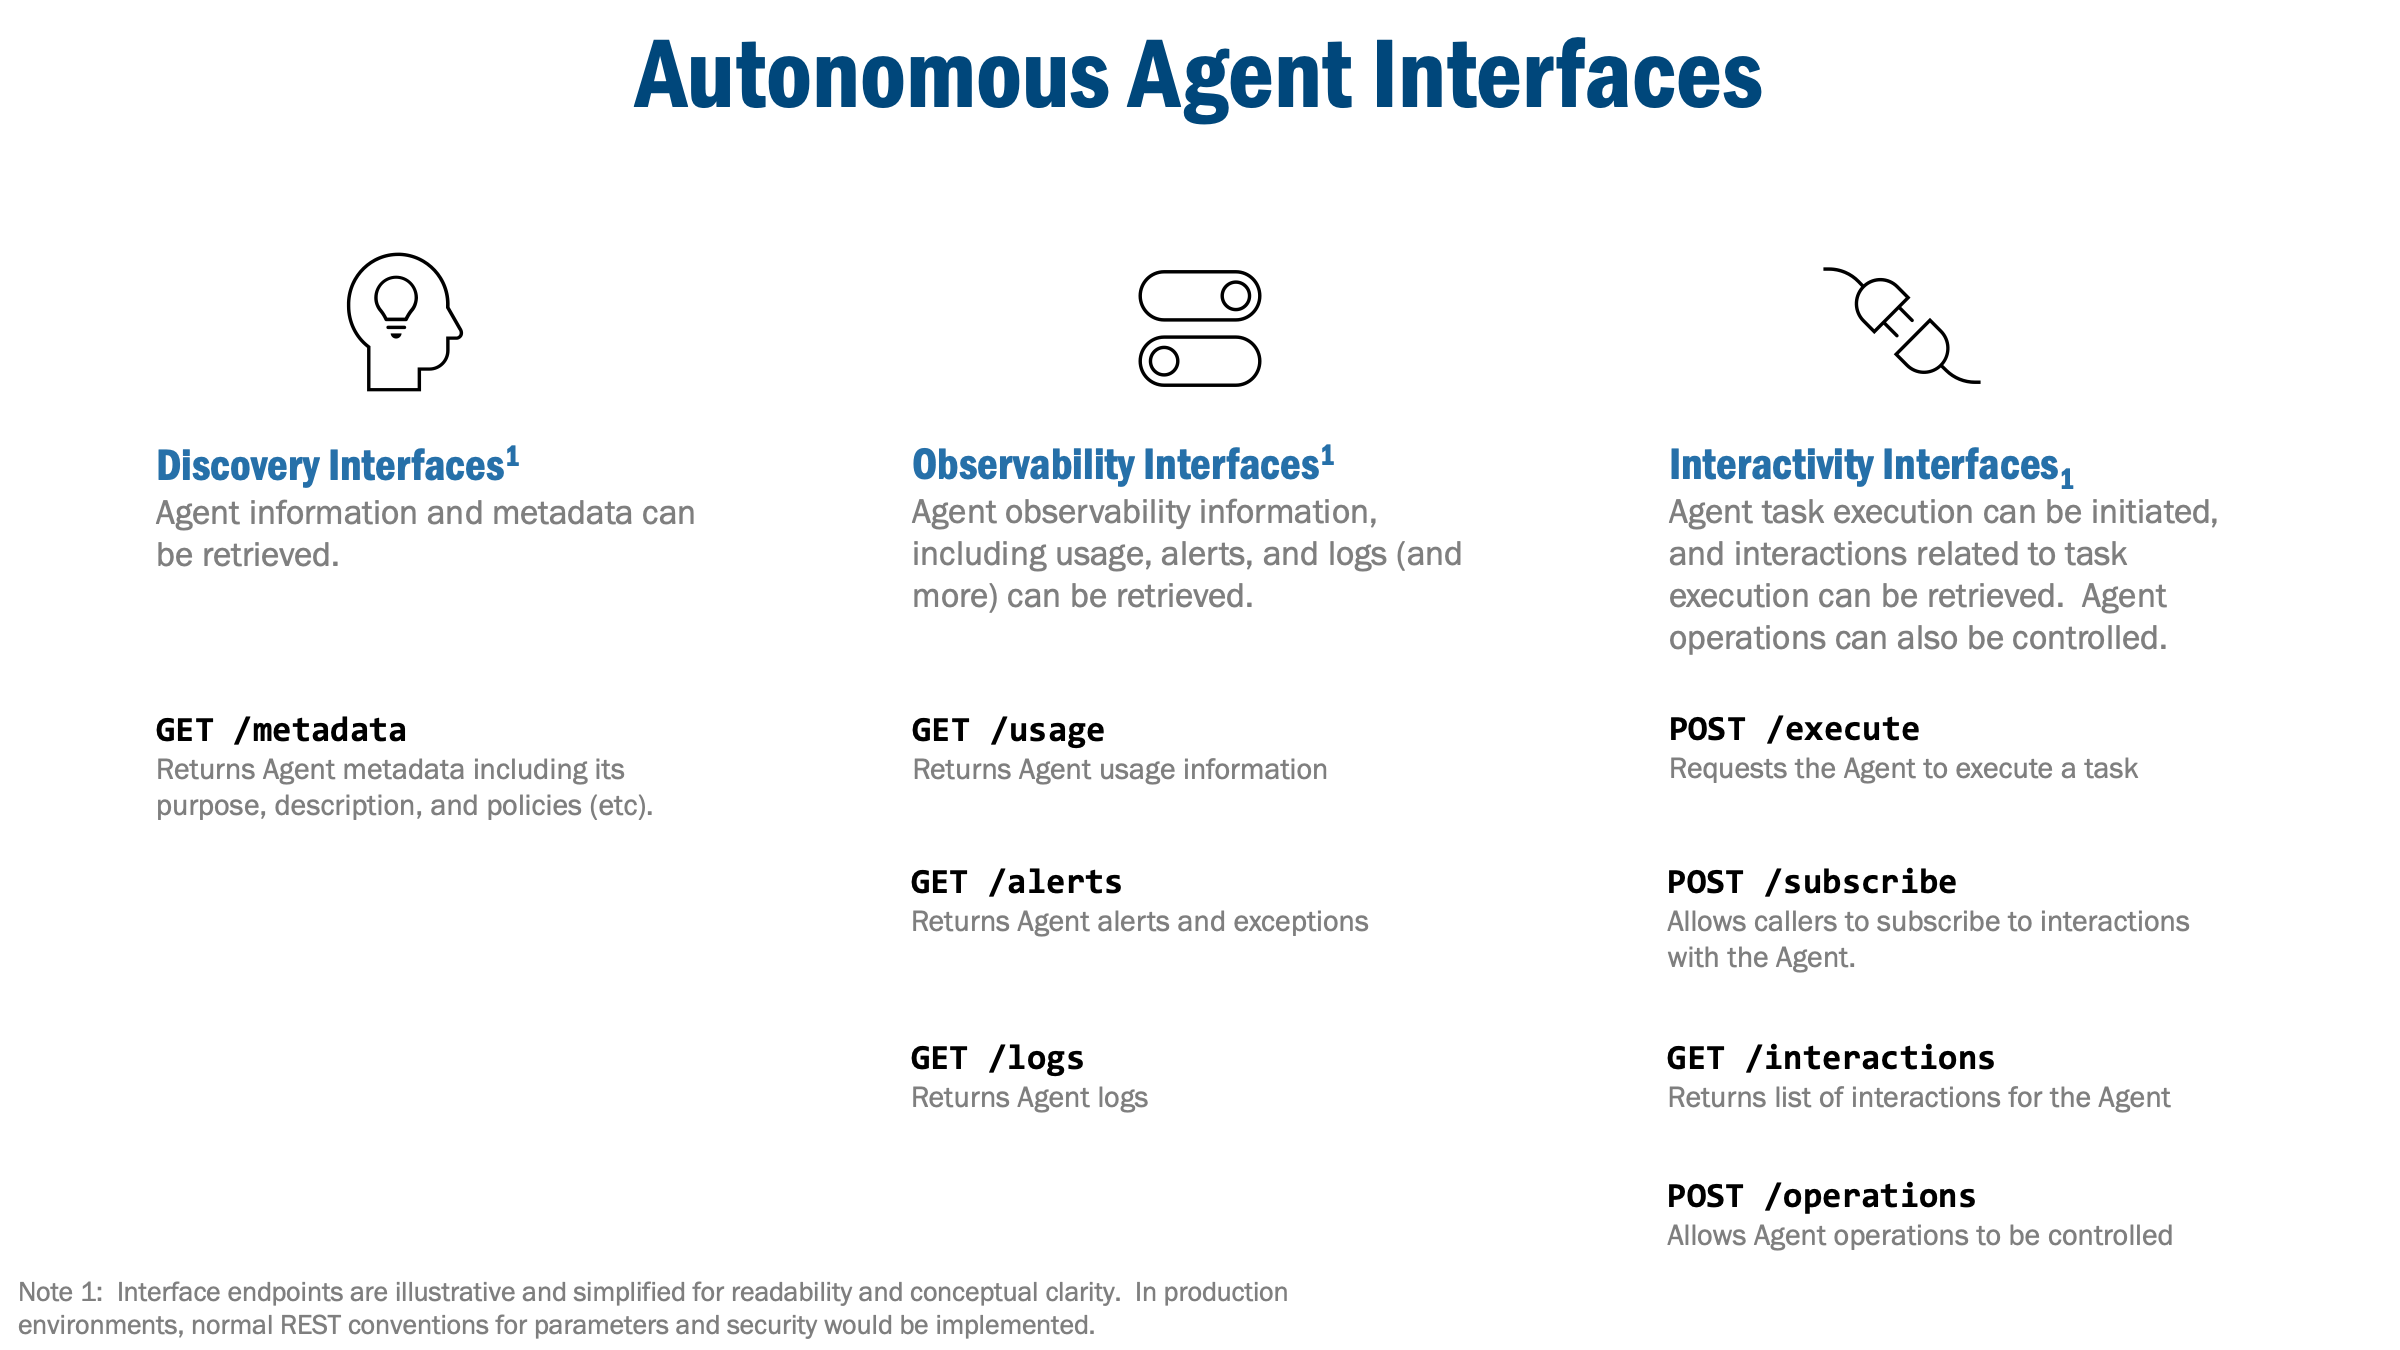 Autonomous Agent Interfaces
Discovery Interfaces¹
Agent information and metadata can
be retrieved.
GET /metadata
Returns Agent metadata including its
purpose, description, and policies (etc).
Observability Interfaces¹
Agent observability information,
including usage, alerts, and logs (and
more) can be retrieved.
GET /usage
Returns Agent usage information
GET /alerts
Returns Agent alerts and exceptions
GET /logs
Returns Agent logs
Interactivity Interfaces₁
Agent task execution can be initiated,
and interactions related to task
execution can be retrieved.  Agent
operations can also be controlled.
POST /execute
Requests the Agent to execute a task
POST /subscribe
Allows callers to subscribe to interactions
with the Agent.
GET /interactions
Returns list of interactions for the Agent
POST /operations
Allows Agent operations to be controlled
Note 1:  Interface endpoints are illustrative and simplified for readability and conceptual clarity.  In production
environments, normal REST conventions for parameters and security would be implemented.